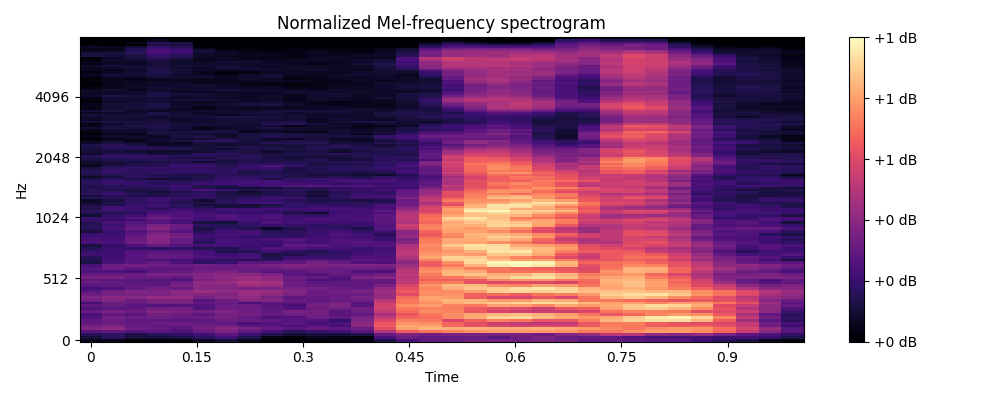 Normalized Mel-frequency spectrogram
Hz
4096
2048
1024
512
0
0 0.15 0.3 0.45 0.6 0.75 0.9
Time
+1 dB
+1 dB
+1 dB
+0 dB
+0 dB
+0 dB